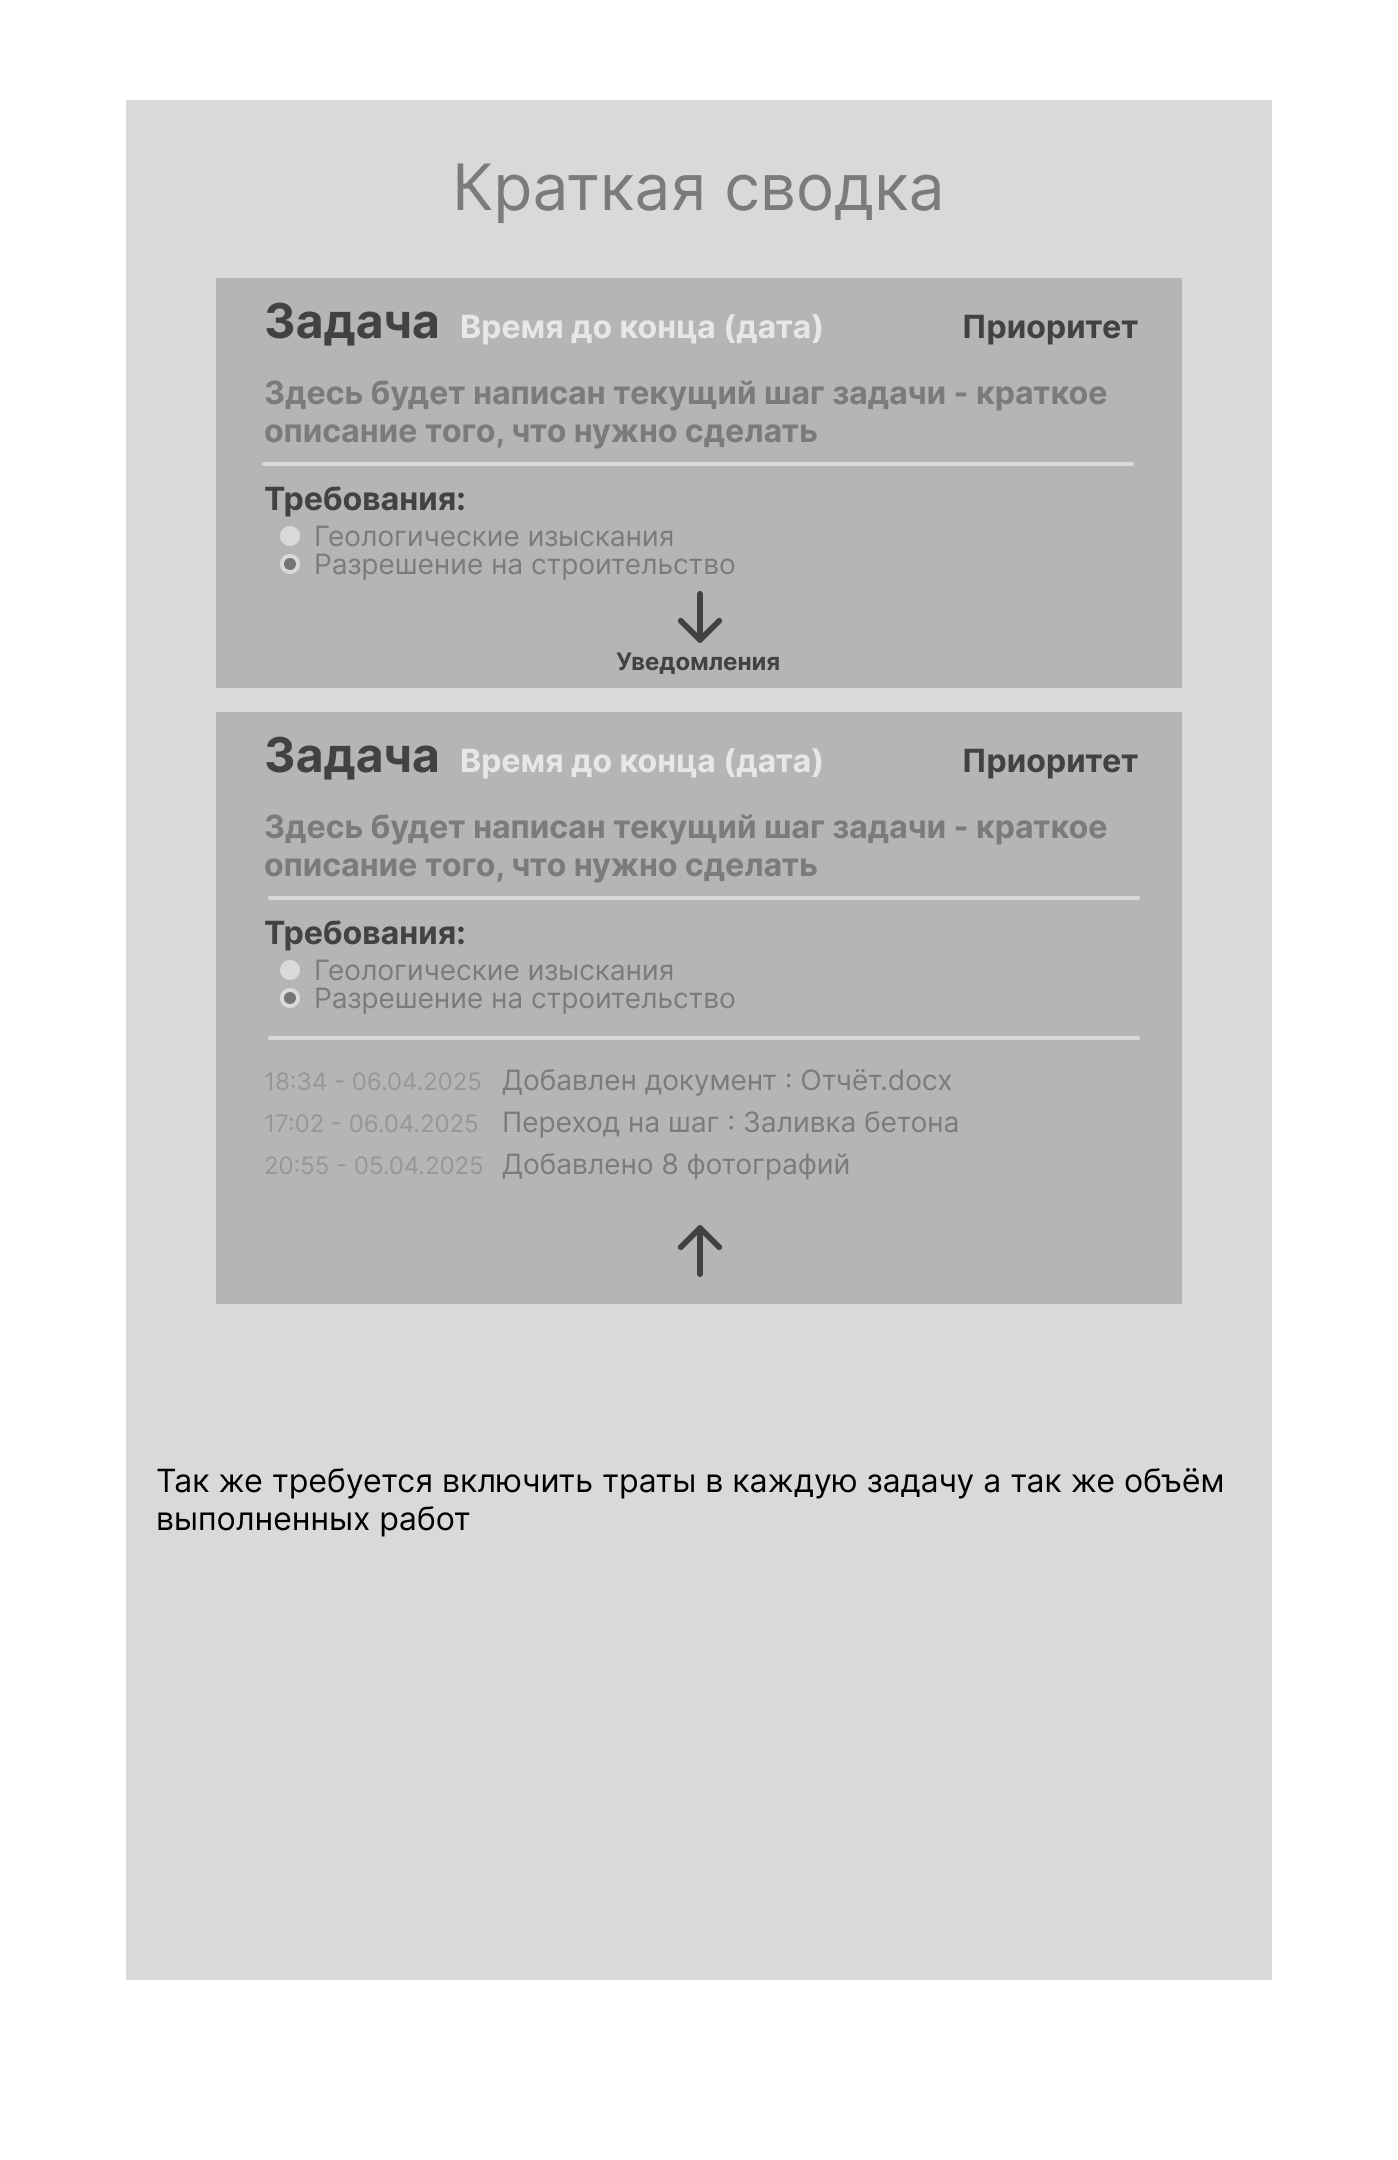 Краткая сводка
Задача Время до конца (дата) Приоритет
Здесь будет написан текущий шаг задачи - краткое
описание того, что нужно сделать
Требования:
Геологические изыскания
Разрешение на строительство
Уведомления
Задача Время до конца (дата) Приоритет
Здесь будет написан текущий шаг задачи - краткое
описание того, что нужно сделать
Требования:
Геологические изыскания
Разрешение на строительство
18:34 - 06.04.2025 Добавлен документ : Отчёт.docx
17:02 - 06.04.2025 Переход на шаг : Заливка бетона
20:55 - 05.04.2025 Добавлено 8 фотографий
Так же требуется включить траты в каждую задачу а так же объём
выполненных работ